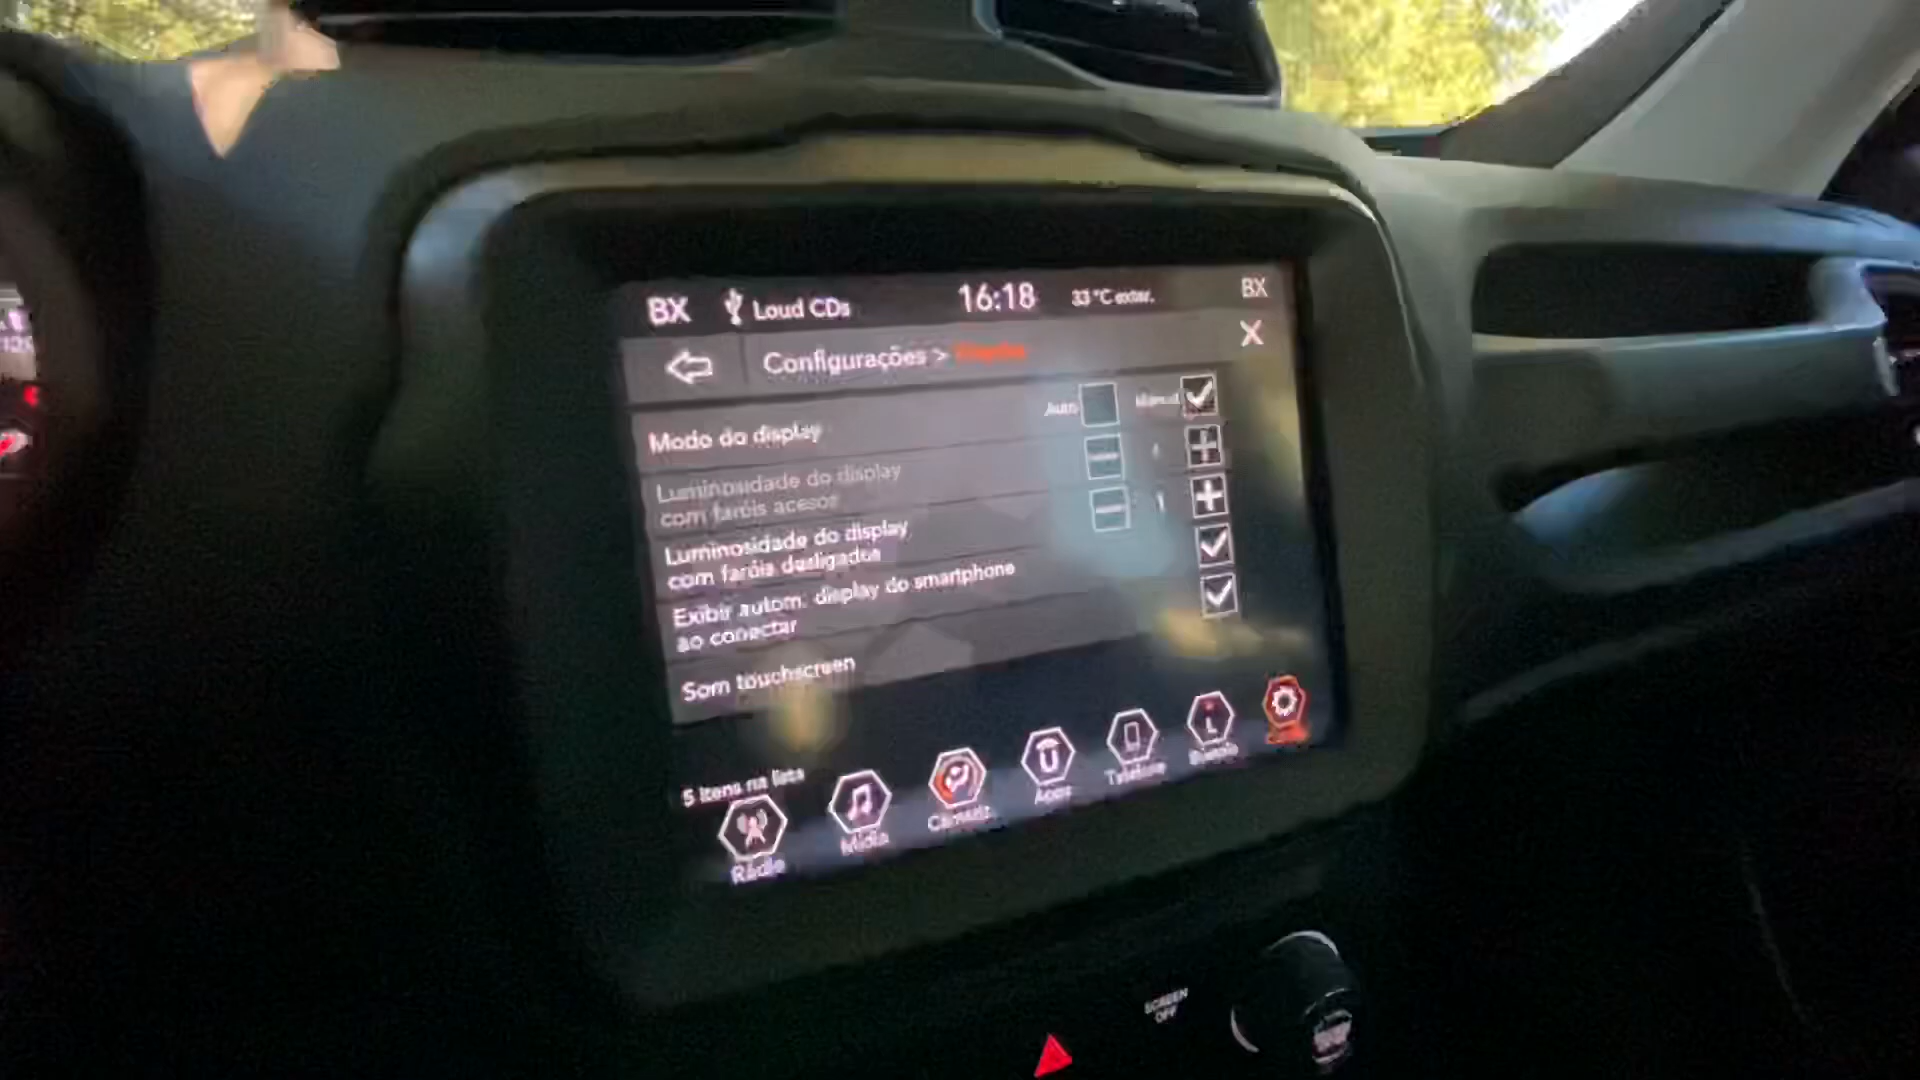 BX Loud CDs 16:18 33 °C exter. BX
Configurações > Display X
Modo do display Auto Manual
Luminosidade do display
com faróis acesos
Luminosidade do display
com faróis desligados
Exibir autom. display do smartphone
ao conectar
Som touchscreen
5 itens na lista
Rádio Mídia Apps Telefone
SCREEN
OFF